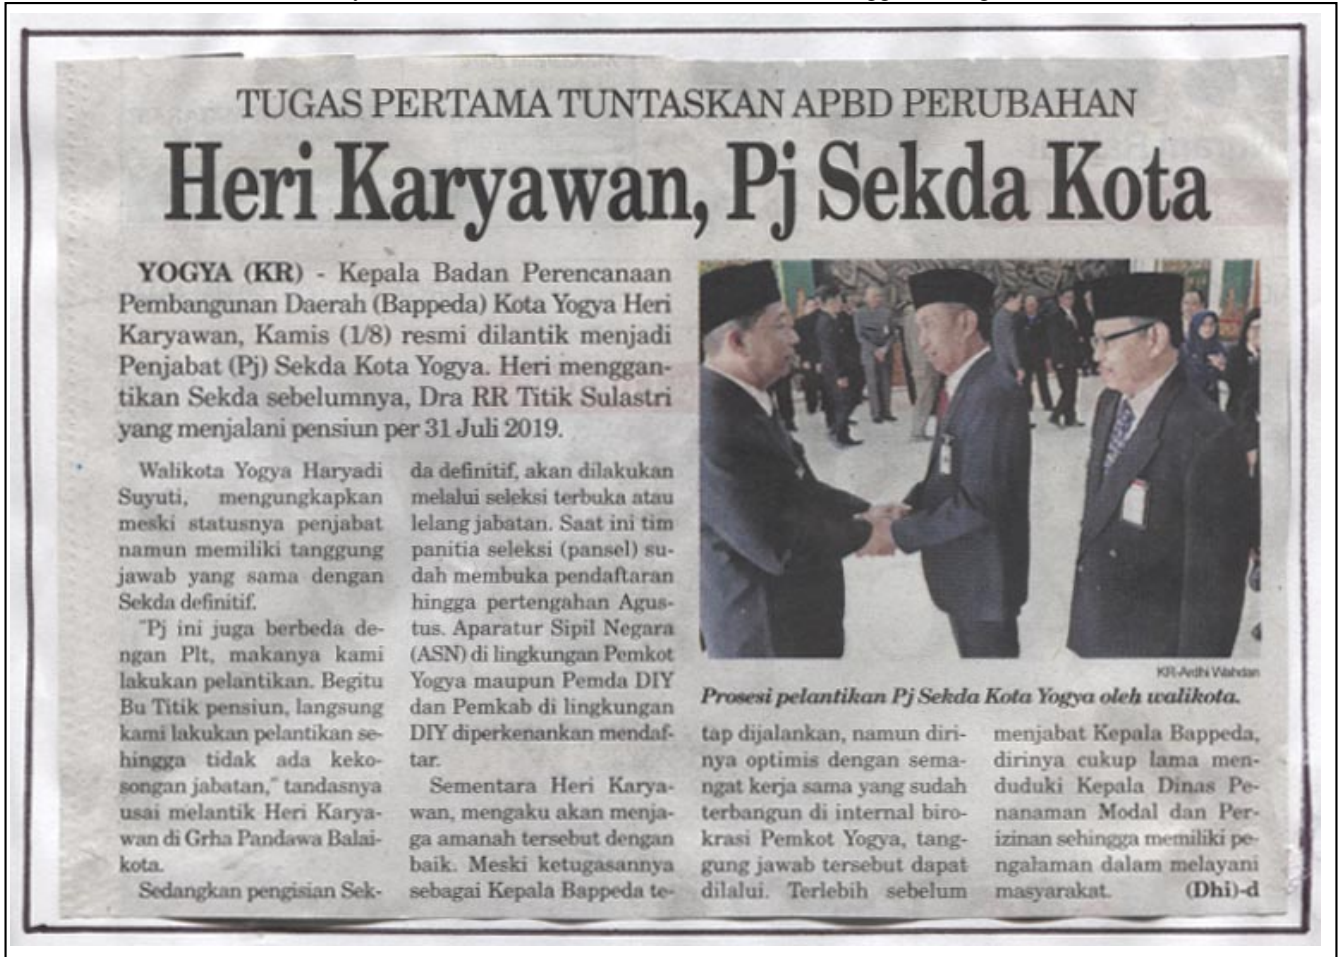 TUGAS PERTAMA TUNTASKAN APBD PERUBAHAN
Heri Karyawan, Pj Sekda Kota
YOGYA (KR) - Kepala Badan Perencanaan
Pembangunan Daerah (Bappeda) Kota Yogya Heri
Karyawan, Kamis (1/8) resmi dilantik menjadi
Penjabat (Pj) Sekda Kota Yogya. Heri menggan-
tikan Sekda sebelumnya, Dra RR Titik Sulastri
yang menjalani pensiun per 31 Juli 2019.
Walikota Yogya Haryadi
Suyuti, mengungkapkan
meski statusnya penjabat
namun memiliki tanggung
jawab yang sama dengan
Sekda definitif.
"Pj ini juga berbeda de-
ngan Plt, makanya kami
lakukan pelantikan. Begitu
Bu Titik pensiun, langsung
kami lakukan pelantikan se-
hingga tidak ada keko-
songan jabatan," tandasnya
usai melantik Heri Karya-
wan di Grha Pandawa Balai-
kota.
Sedangkan pengisian Sek-
da definitif, akan dilakukan
melalui seleksi terbuka atau
lelang jabatan. Saat ini tim
panitia seleksi (pansel) su-
dah membuka pendaftaran
hingga pertengahan Agus-
tus. Aparatur Sipil Negara
(ASN) di lingkungan Pemkot
Yogya maupun Pemda DIY
dan Pemkab di lingkungan
DIY diperkenankan mendaf-
tar.
Sementara Heri Karya-
wan, mengaku akan menja-
ga amanah tersebut dengan
baik. Meski ketugasannya
sebagai Kepala Bappeda te-
KR-Ardhi Wahdan
Prosesi pelantikan Pj Sekda Kota Yogya oleh walikota.
tap dijalankan, namun diri-
nya optimis dengan sema-
ngat kerja sama yang sudah
terbangun di internal biro-
krasi Pemkot Yogya, tang-
gung jawab tersebut dapat
dilalui. Terlebih sebelum
menjabat Kepala Bappeda,
dirinya cukup lama men-
duduki Kepala Dinas Pe-
nanaman Modal dan Per-
izinan sehingga memiliki pe-
ngalaman dalam melayani
masyarakat. (Dhi)-d